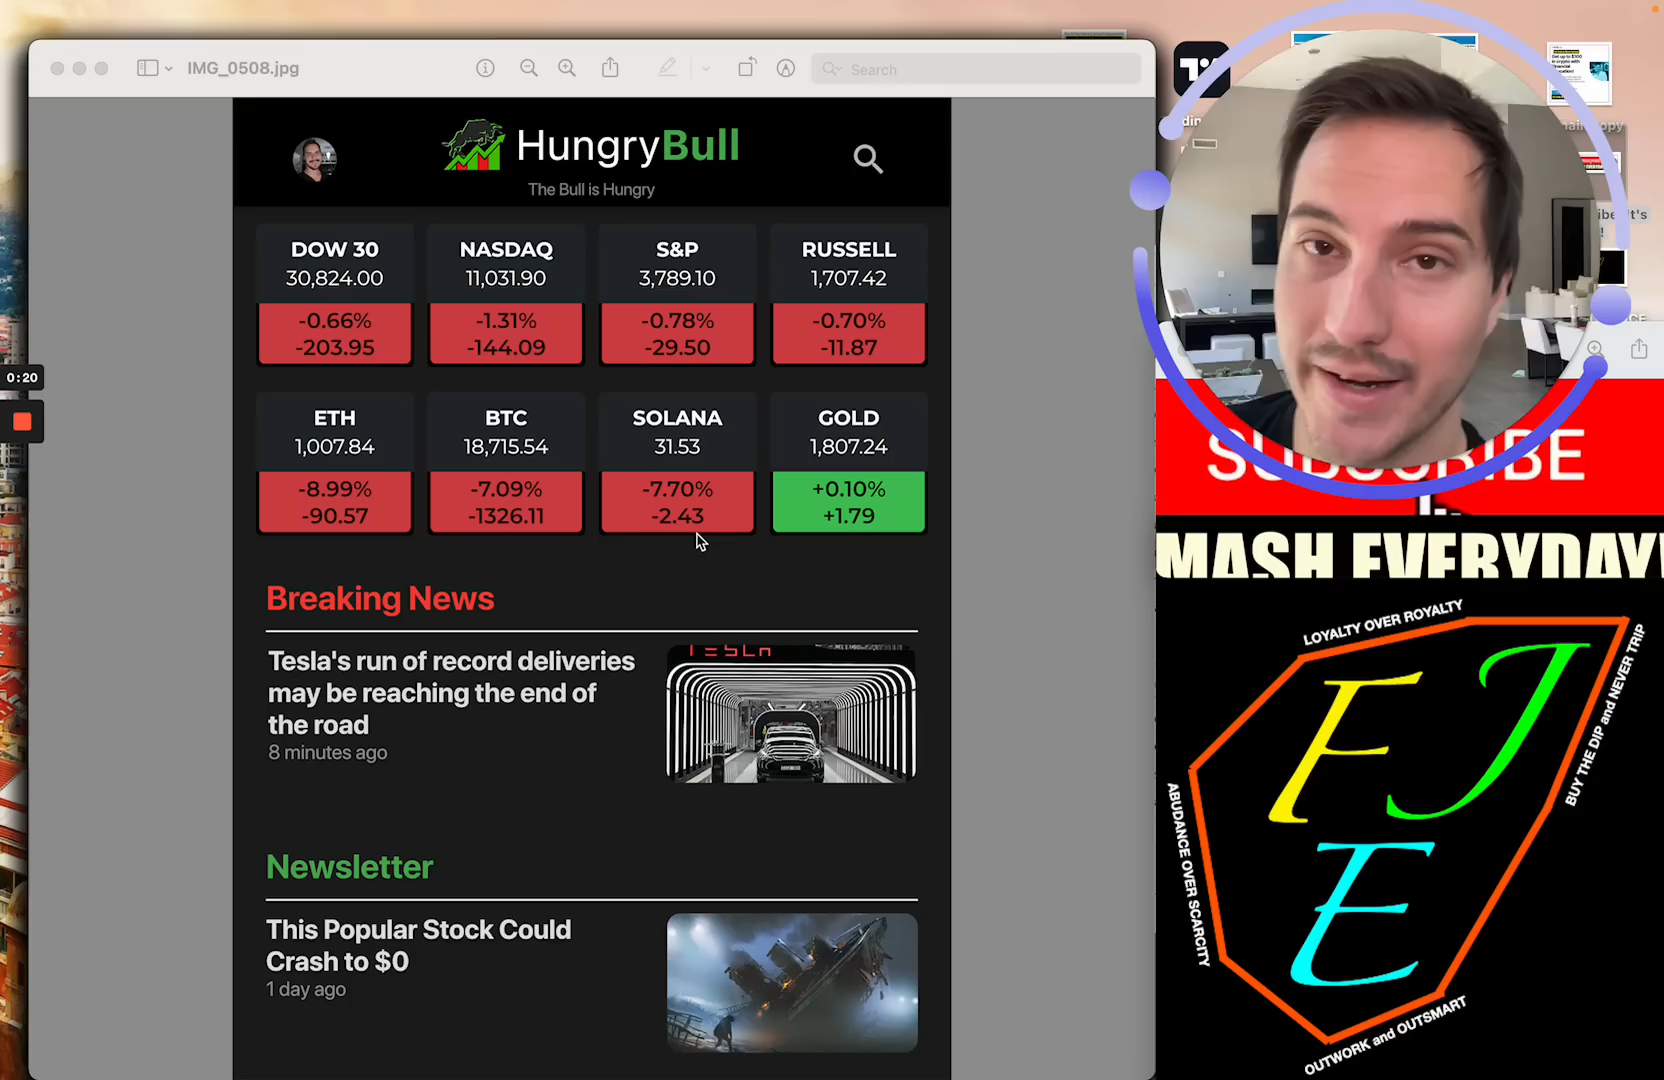 IMG_0508.jpg
Search
HungryBull
The Bull is Hungry
DOW 30
30,824.00
-0.66%
-203.95
NASDAQ
11,031.90
-1.31%
-144.09
S&P
3,789.10
-0.78%
-29.50
RUSSELL
1,707.42
-0.70%
-11.87
ETH
1,007.84
-8.99%
-90.57
BTC
18,715.54
-7.09%
-1326.11
SOLANA
31.53
-7.70%
-2.43
GOLD
1,807.24
+0.10%
+1.79
Breaking News
Tesla's run of record deliveries
may be reaching the end of
the road
8 minutes ago
TESLA
Newsletter
This Popular Stock Could
Crash to $0
1 day ago
0:20
SUBSCRIBE
MASH EVERYDAY!
LOYALTY OVER ROYALTY
BUY THE DIP and NEVER TRIP
ABUDANCE OVER SCARCITY
OUTWORK and OUTSMART
F J
E